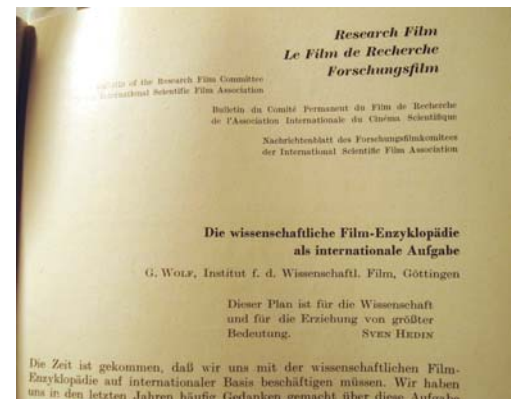 Research Film
Le Film de Recherche
Forschungsfilm
of the Research Film Committee
International Scientific Film Association
Bulletin du Comité Permanent du Film de Recherche
de l'Association Internationale du Cinéma Scientifique
Nachrichtenblatt des Forschungsfilmkomitees
der International Scientific Film Association
Die wissenschaftliche Film-Enzyklopädie
als internationale Aufgabe
G. WOLF, Institut f. d. Wissenschaftl. Film, Göttingen
Dieser Plan ist für die Wissenschaft
und für die Erziehung von größter
Bedeutung. SVEN HEDIN
Die Zeit ist gekommen, daß wir uns mit der wissenschaftlichen Film-
Enzyklopädie auf internationaler Basis beschäftigen müssen. Wir haben
uns in den letzten Jahren häufig Gedanken gemacht über diese Aufgabe